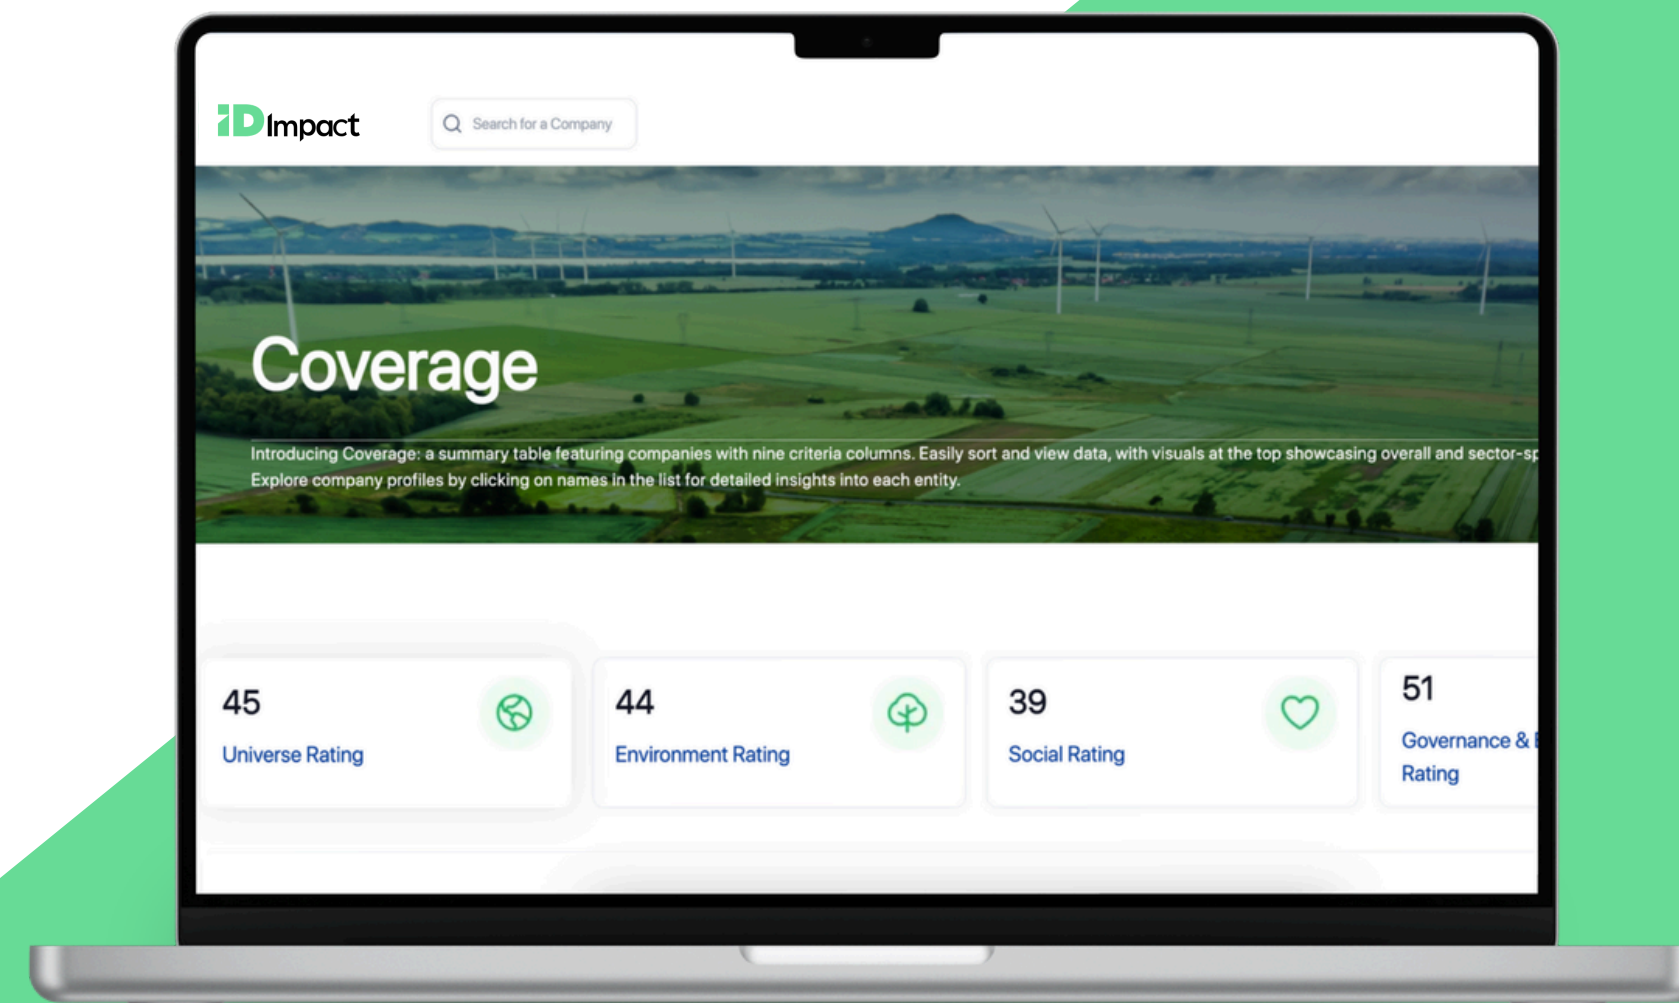 iD Impact
Search for a Company
Coverage
Introducing Coverage: a summary table featuring companies with nine criteria columns. Easily sort and view data, with visuals at the top showcasing overall and sector-sp
Explore company profiles by clicking on names in the list for detailed insights into each entity.
45
Universe Rating
44
Environment Rating
39
Social Rating
51
Governance &
Rating